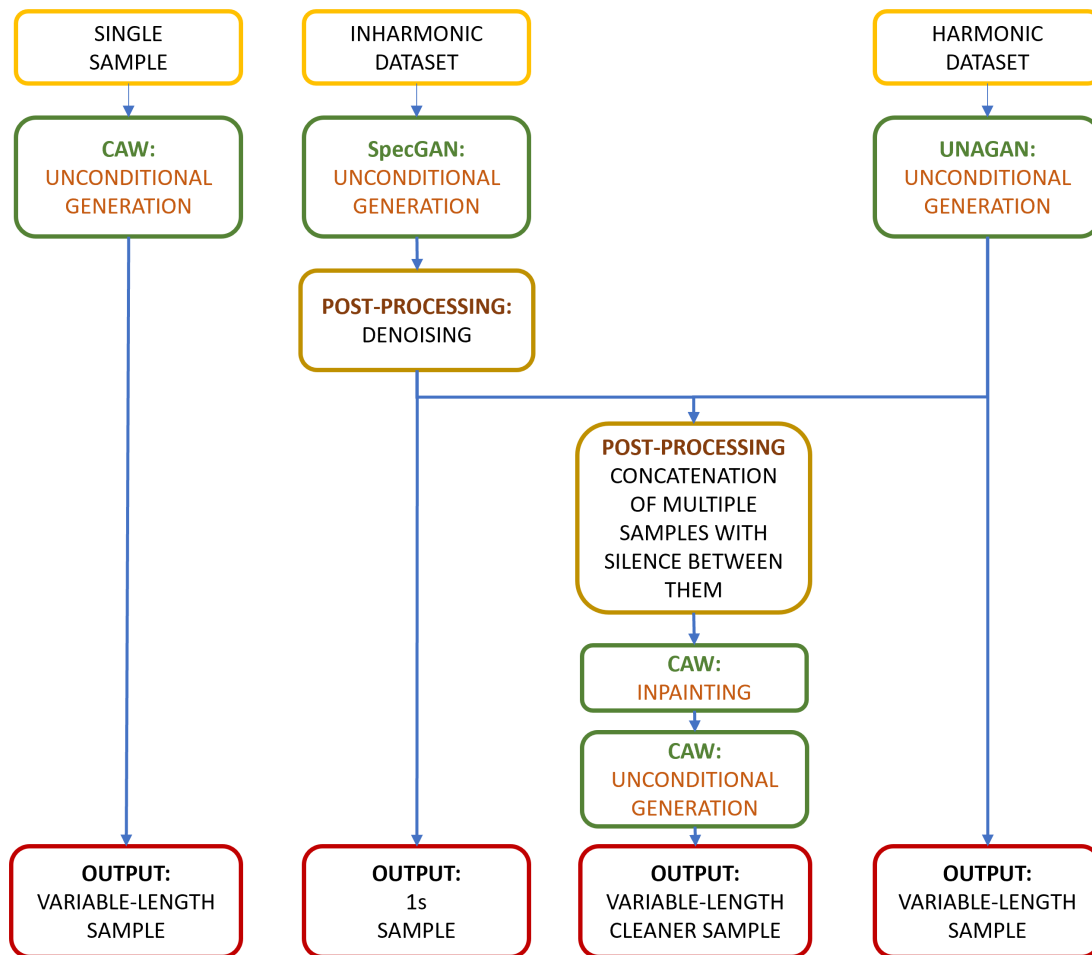 SINGLE
SAMPLE
INHARMONIC
DATASET
HARMONIC
DATASET
CAW:
UNCONDITIONAL
GENERATION
SpecGAN:
UNCONDITIONAL
GENERATION
UNAGAN:
UNCONDITIONAL
GENERATION
POST-PROCESSING:
DENOISING
POST-PROCESSING
CONCATENATION
OF MULTIPLE
SAMPLES WITH
SILENCE BETWEEN
THEM
CAW:
INPAINTING
CAW:
UNCONDITIONAL
GENERATION
OUTPUT:
VARIABLE-LENGTH
SAMPLE
OUTPUT:
1s
SAMPLE
OUTPUT:
VARIABLE-LENGTH
CLEANER SAMPLE
OUTPUT:
VARIABLE-LENGTH
SAMPLE